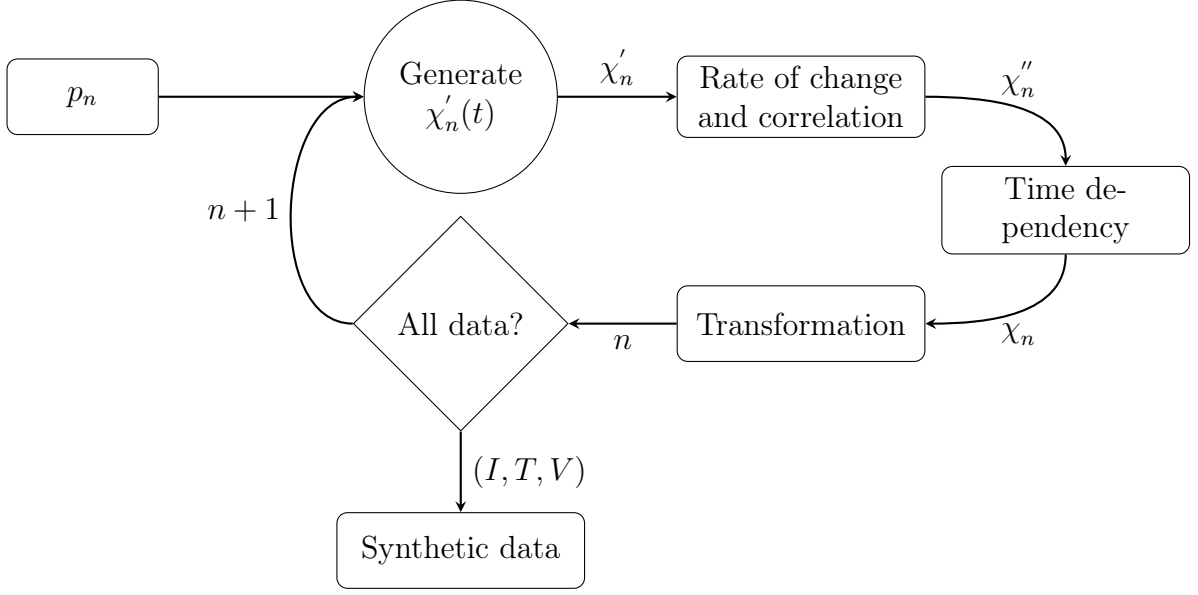 p_n
Generate
χ′_n(t)
χ′_n
Rate of change
and correlation
χ″_n
Time de-
pendency
χ_n
Transformation
n
All data?
n + 1
(I, T, V)
Synthetic data